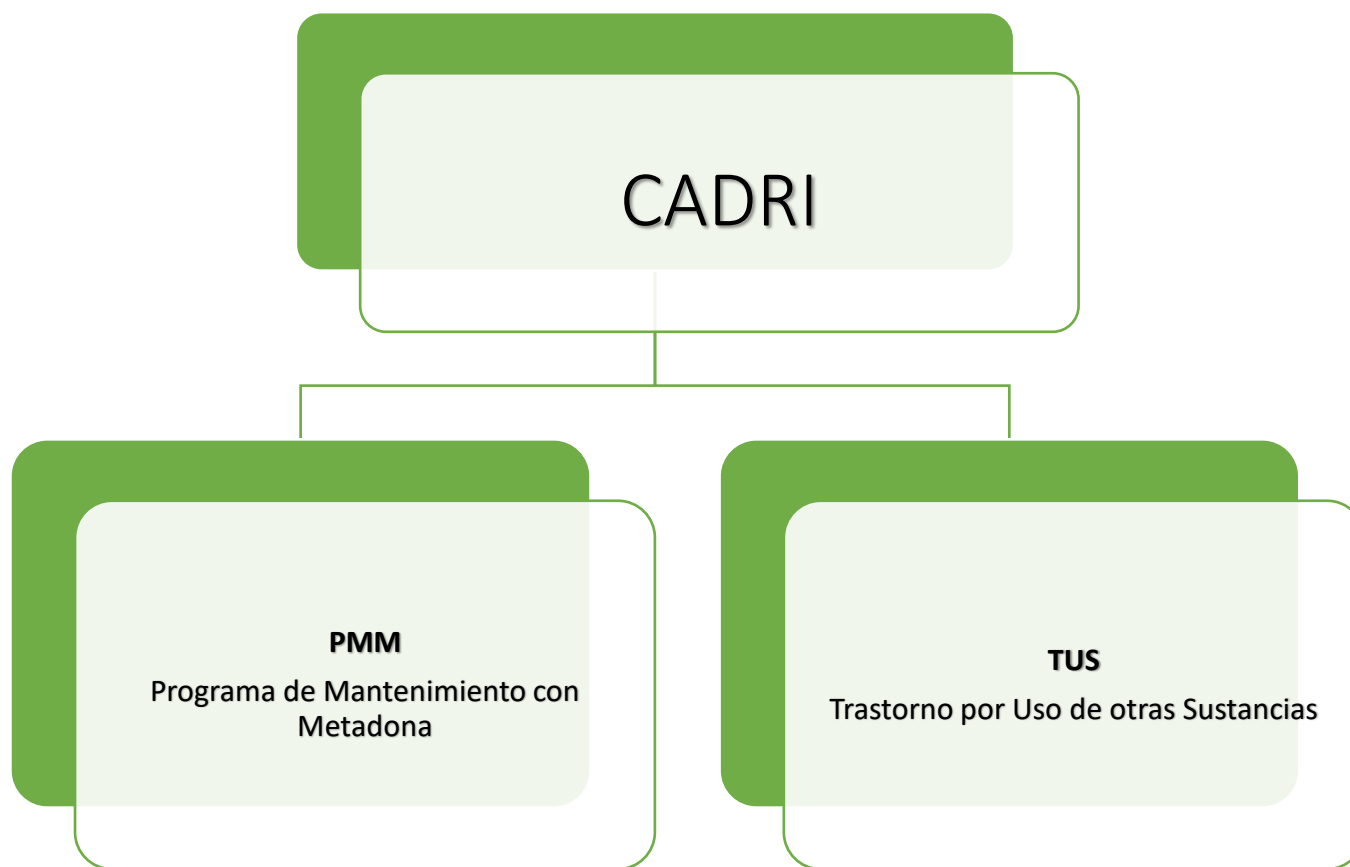 CADRI
PMM
Programa de Mantenimiento con
Metadona
TUS
Trastorno por Uso de otras Sustancias